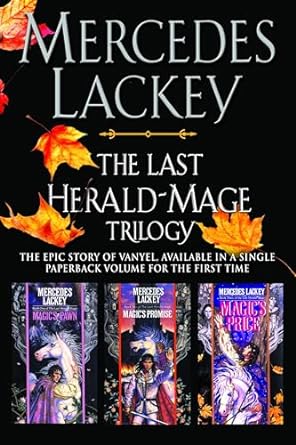 MERCEDES
LACKEY
THE LAST
HERALD-MAGE
TRILOGY
THE EPIC STORY OF VANYEL, AVAILABLE IN A SINGLE
PAPERBACK VOLUME FOR THE FIRST TIME
MERCEDES LACKEY
MAGIC'S PAWN
MERCEDES
LACKEY
MAGIC'S PROMISE
MERCEDES LACKEY
MAGIC'S
PRICE